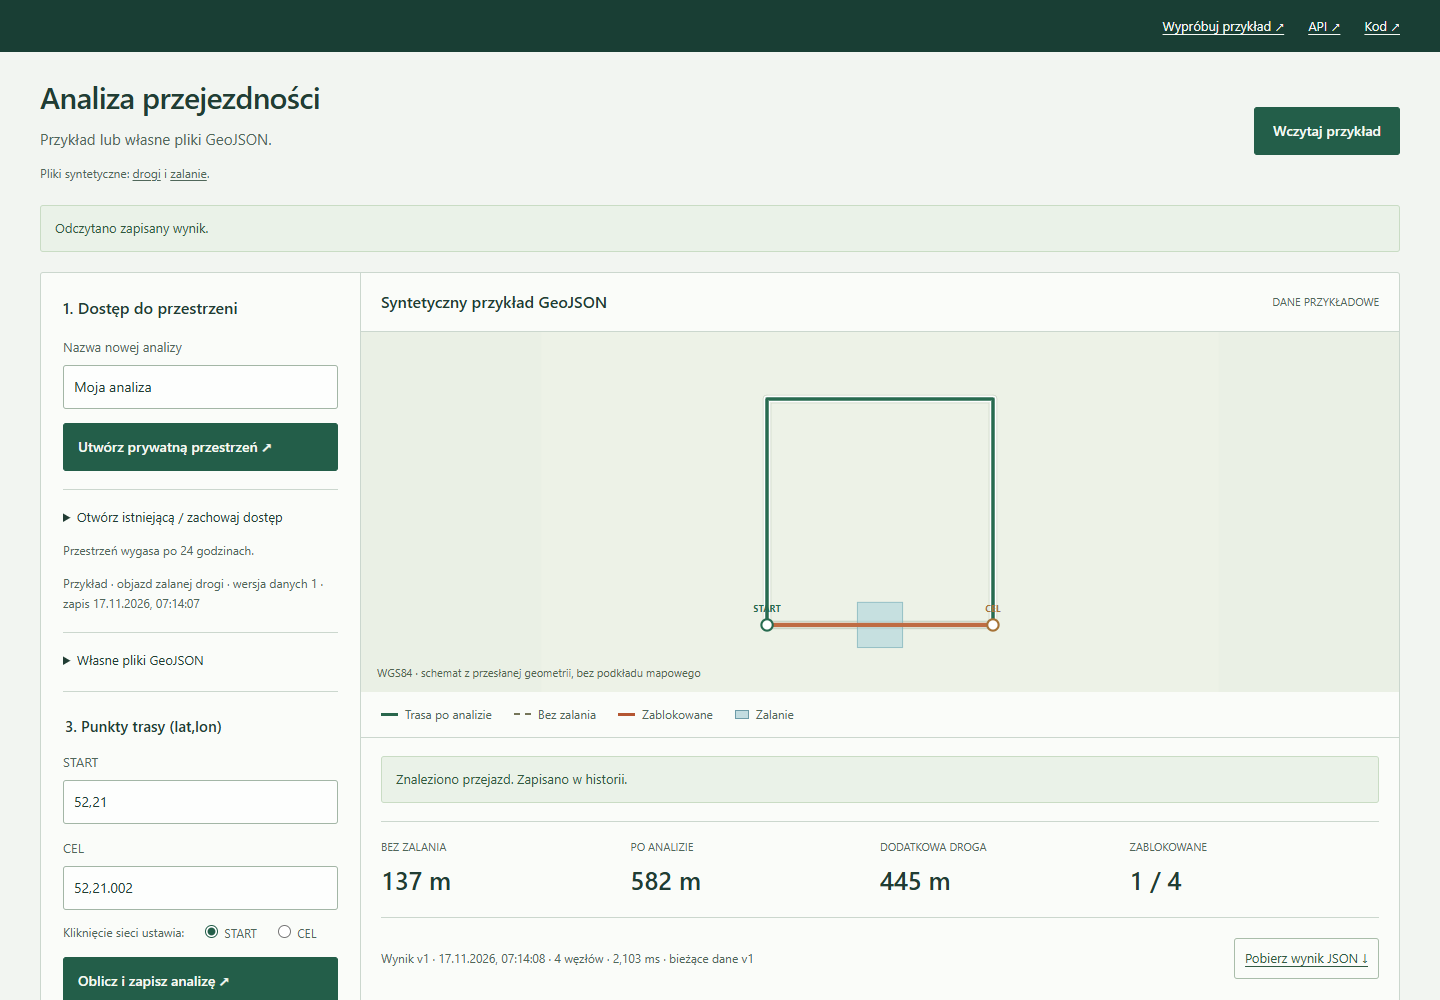 Wypróbuj przykład ↗ API ↗ Kod ↗
Analiza przejezdności
Przykład lub własne pliki GeoJSON.
Wczytaj przykład
Pliki syntetyczne: drogi i zalanie.
Odczytano zapisany wynik.
1. Dostęp do przestrzeni
Nazwa nowej analizy
Moja analiza
Utwórz prywatną przestrzeń ↗
Otwórz istniejącą / zachowaj dostęp
Przestrzeń wygasa po 24 godzinach.
Przykład · objazd zalanej drogi · wersja danych 1 ·
zapis 17.11.2026, 07:14:07
Własne pliki GeoJSON
3. Punkty trasy (lat,lon)
START
52,21
CEL
52,21.002
Kliknięcie sieci ustawia: START CEL
Oblicz i zapisz analizę ↗
Syntetyczny przykład GeoJSON
DANE PRZYKŁADOWE
START
CEL
WGS84 · schemat z przesłanej geometrii, bez podkładu mapowego
Trasa po analizie Bez zalania Zablokowane Zalanie
Znaleziono przejazd. Zapisano w historii.
BEZ ZALANIA
137 m
PO ANALIZIE
582 m
DODATKOWA DROGA
445 m
ZABLOKOWANE
1 / 4
Wynik v1 · 17.11.2026, 07:14:08 · 4 węzłów · 2,103 ms · bieżące dane v1
Pobierz wynik JSON ↓